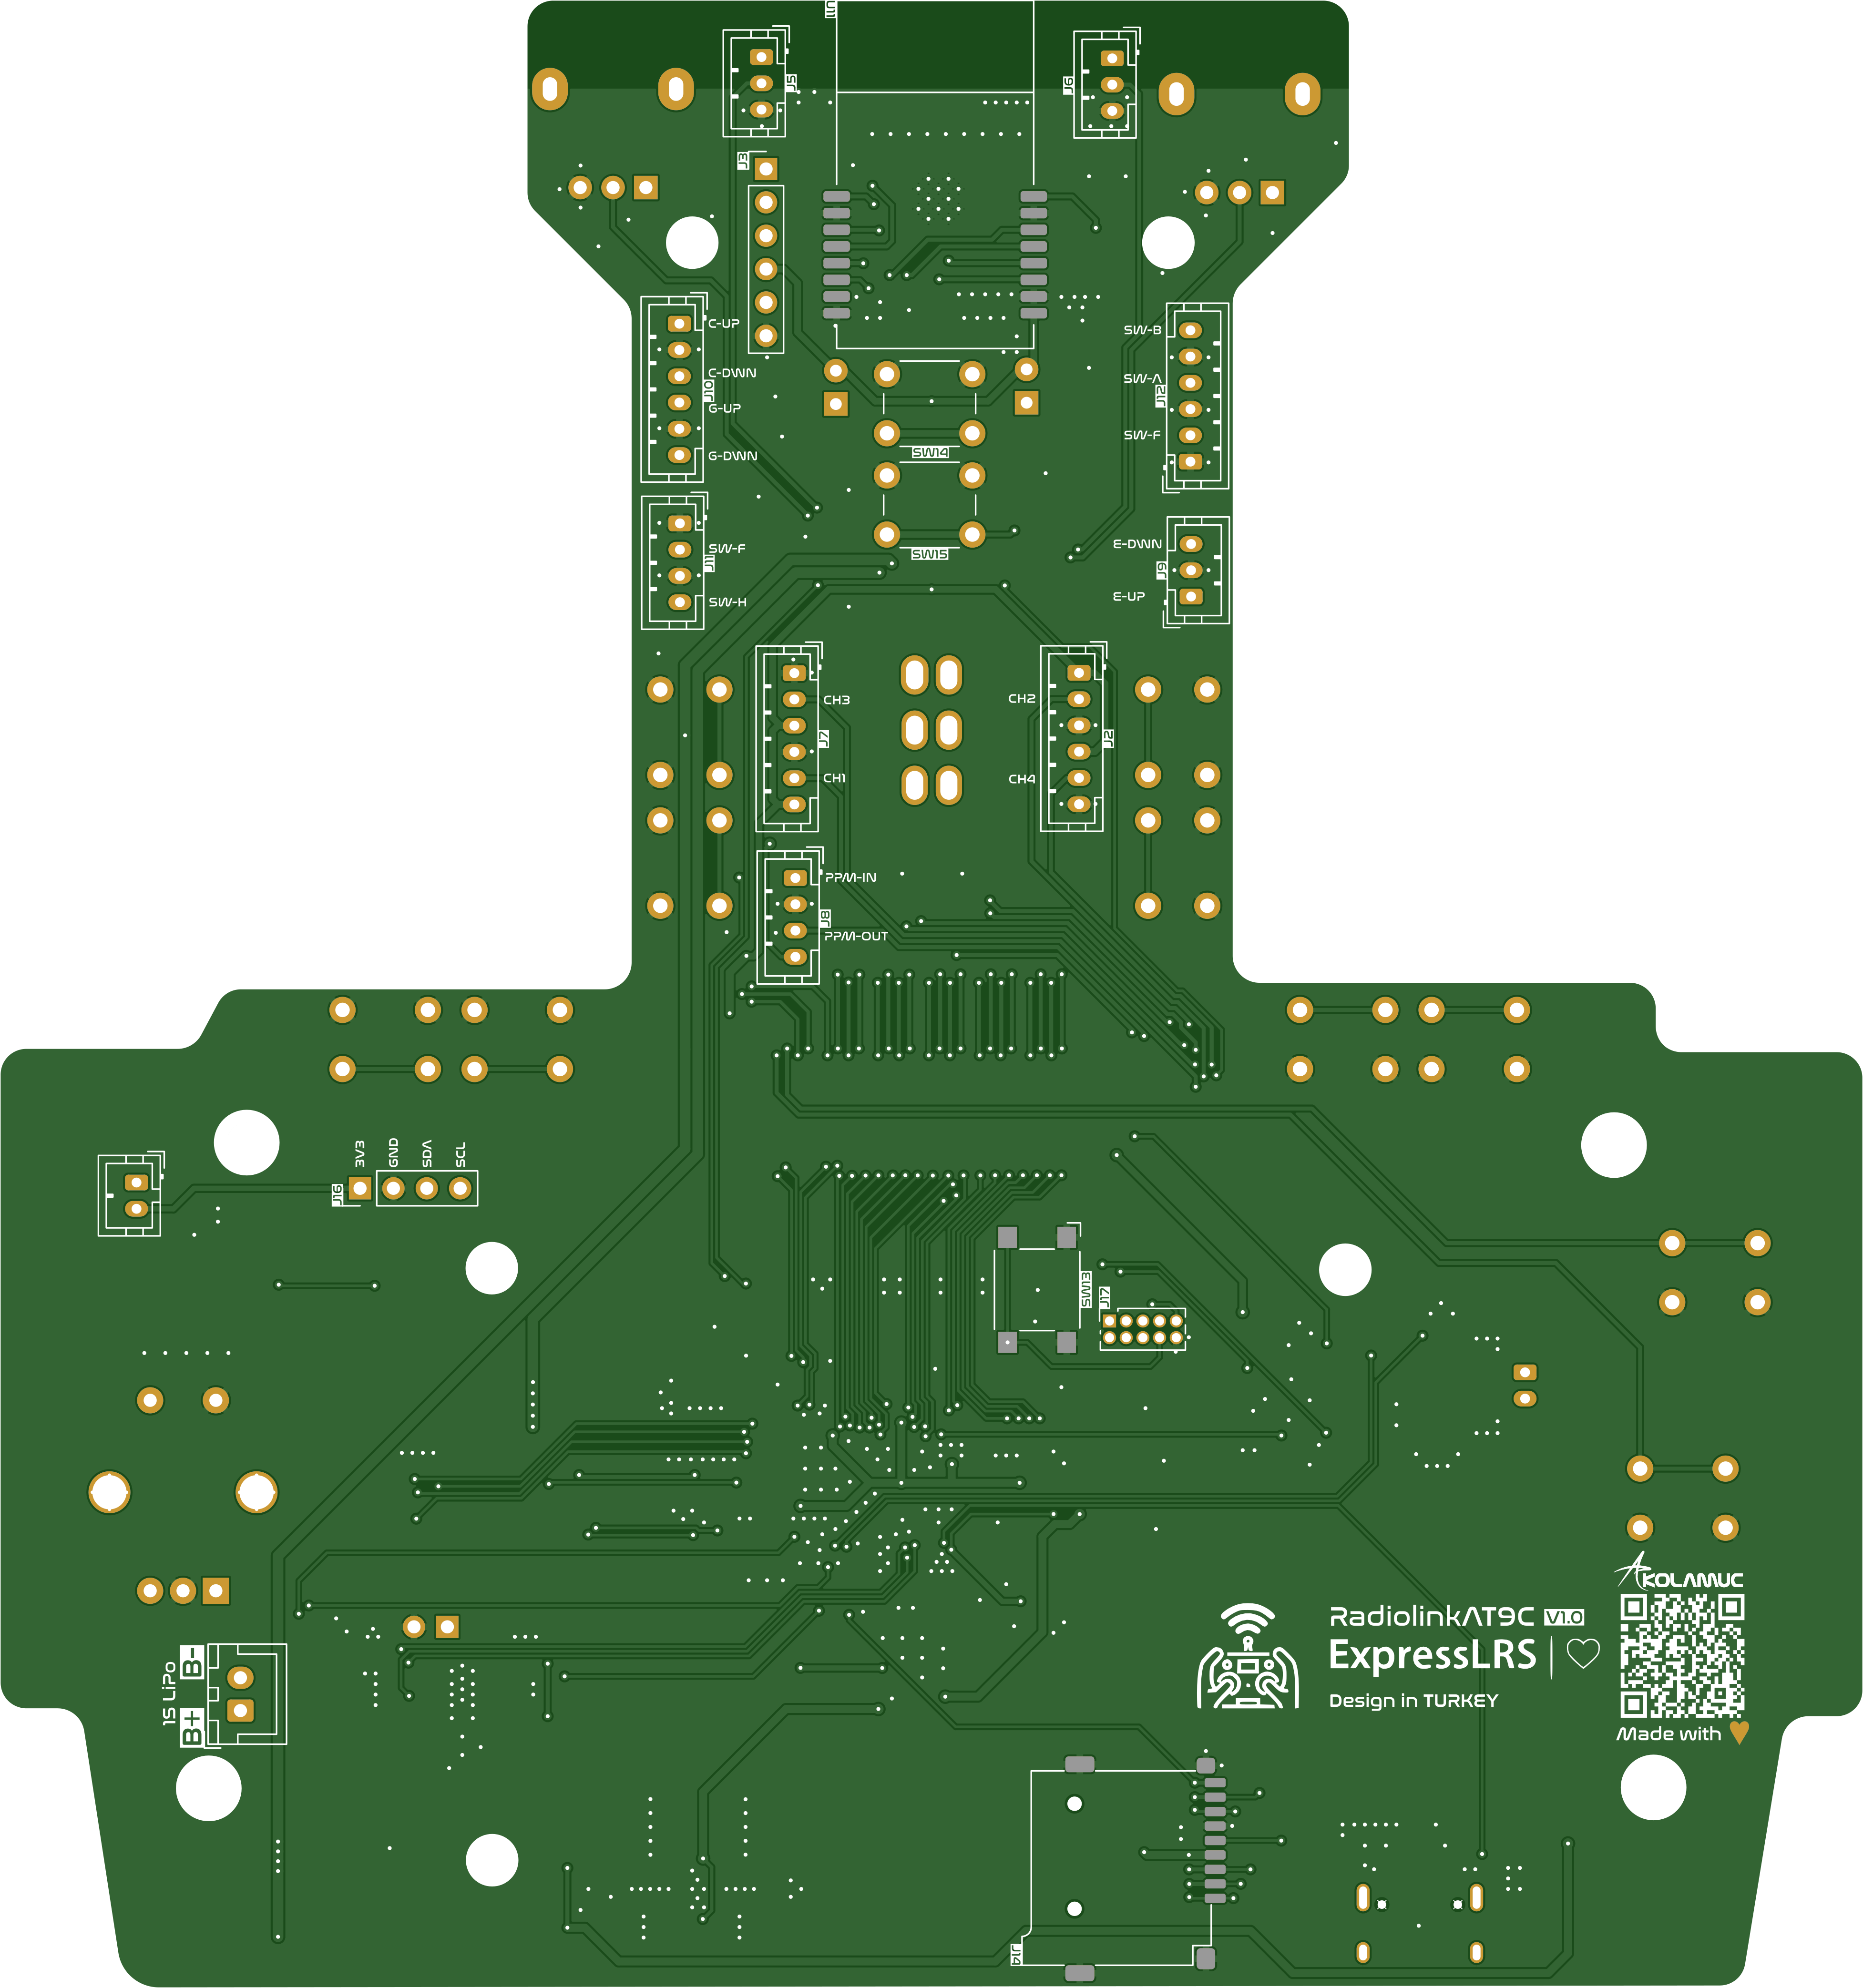 U11
J5
J6
J3
C-UP
C-DWN
J10
G-UP
G-DWN
SW-B
SW-A
J12
SW-F
SW14
SW15
SW-F
J11
SW-H
E-DWN
J9
E-UP
CH3
J7
CH1
CH2
J2
CH4
PPM-IN
J8
PPM-OUT
3V3
GND
SDA
SCL
J16
SW13
J17
1S LiPo
B-
B+
RadiolinkAT9C V1.0
ExpressLRS
Design in TURKEY
KOLAMUC
Made with
J14